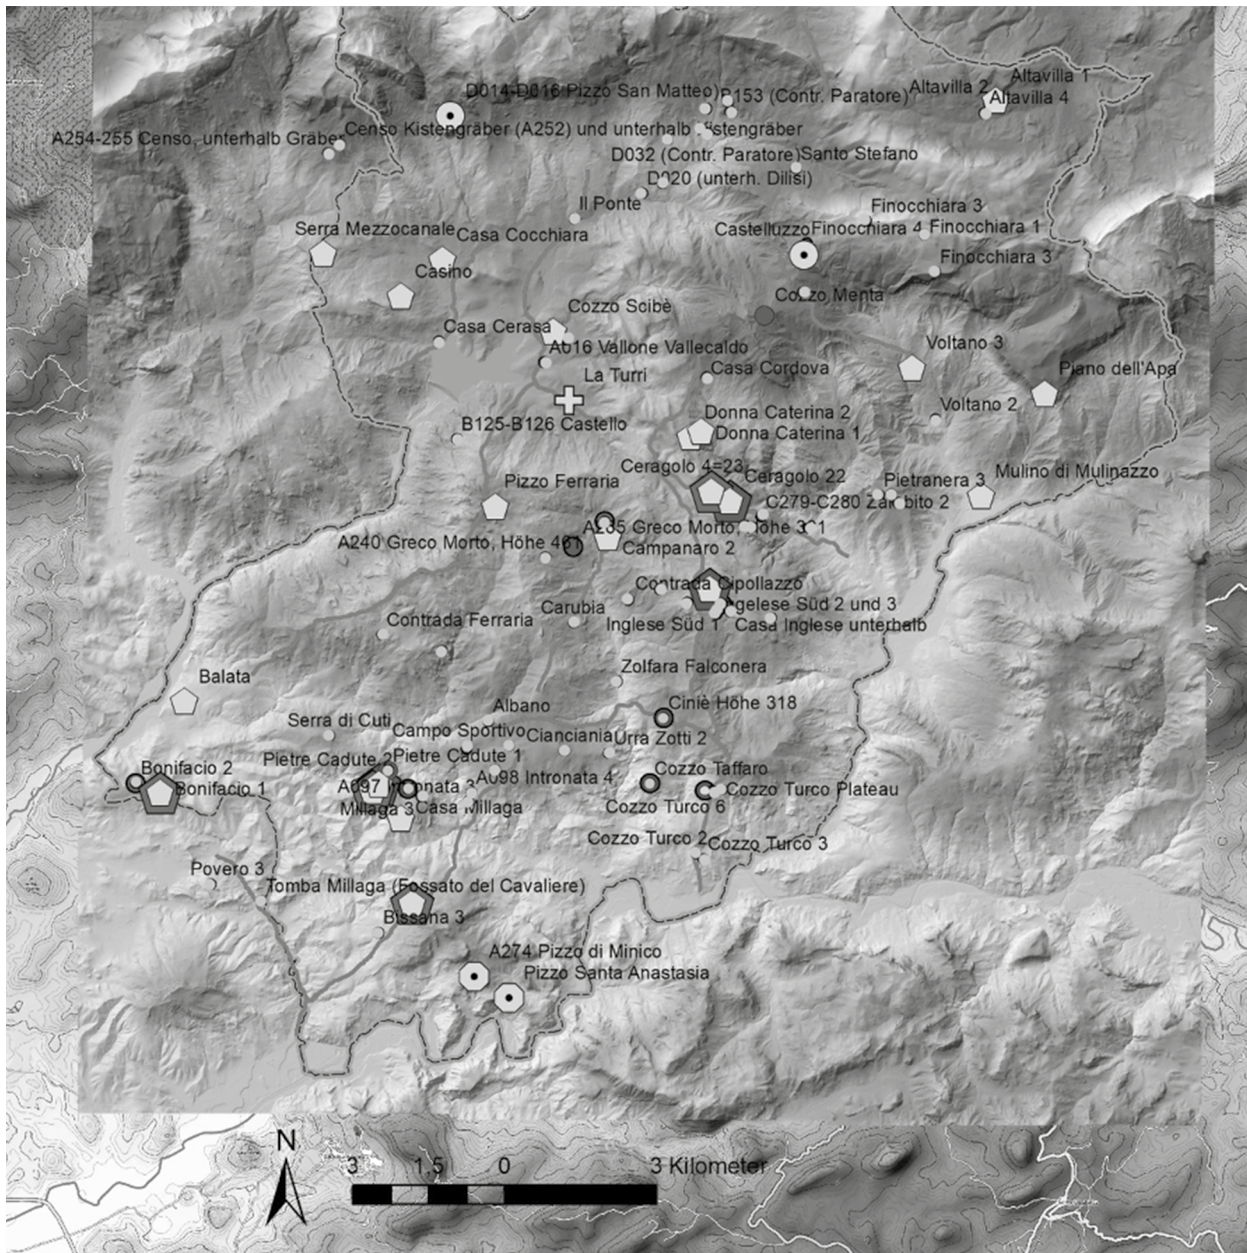 Altavilla 1
D014-D016 Pizzo San Matteo)
Altavilla 2
B153 (Contr. Paratore)
Altavilla 4
Censo Kistengräber (A252) und unterhalb
A254-255 Censo, unterhalb Gräber
D032 (Contr. Paratore)
Santo Stefano
D020 (unterh. Dilisi)
Il Ponte
Finocchiara 3
Serra Mezzocanale
Casa Cocchiara
Castelluzzo
Finocchiara 4
Finocchiara 1
Finocchiara 3
Casino
Cozzo Menta
Cozzo Scibè
Casa Cerasa
Voltano 3
A016 Vallone Vallecaldo
Casa Cordova
Piano dell'Apa
La Turri
Voltano 2
Donna Caterina 2
B125-B126 Castello
Donna Caterina 1
Ceragolo 4=23
Ceragolo 22
Mulino di Mulinazzo
Pizzo Ferraria
Pietranera 3
C279-C280
A240 Greco Morto, Höhe 461
Campanaro 2
Contrada Cipollazzo
Carubia
Süd 2 und 3
Contrada Ferraria
Inglese Süd 1
Casa Inglese unterhalb
Zolfara Falconera
Balata
Ciniè Höhe 318
Albano
Serra di Cuti
Campo Sportivo
Cianciania
Urra Zotti 2
Pietre Cadute 2
Pietre Cadute 1
Bonifacio 2
Cozzo Taffaro
A098 Intronata 4
Bonifacio 1
A097 Intronata 3
Cozzo Turco Plateau
Millaga 3
Casa Millaga
Cozzo Turco 6
Cozzo Turco 2
Cozzo Turco 3
Povero 3
Tomba Millaga (Fossato del Cavaliere)
Bissana 3
A274 Pizzo di Minico
Pizzo Santa Anastasia
N
3 1.5 0 3 Kilometer